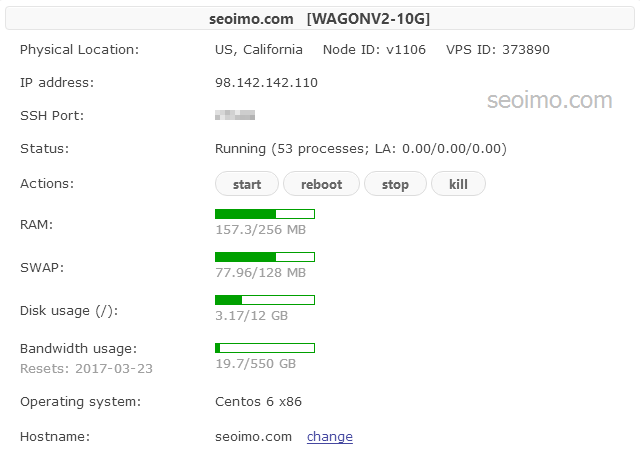 seoimo.com [WAGONV2-10G]
Physical Location: US, California Node ID: v1106 VPS ID: 373890
IP address: 98.142.142.110
seoimo.com
SSH Port:
Status: Running (53 processes; LA: 0.00/0.00/0.00)
Actions: start reboot stop kill
RAM:
157.3/256 MB
SWAP:
77.96/128 MB
Disk usage (/):
3.17/12 GB
Bandwidth usage:
Resets: 2017-03-23 19.7/550 GB
Operating system: Centos 6 x86
Hostname: seoimo.com change